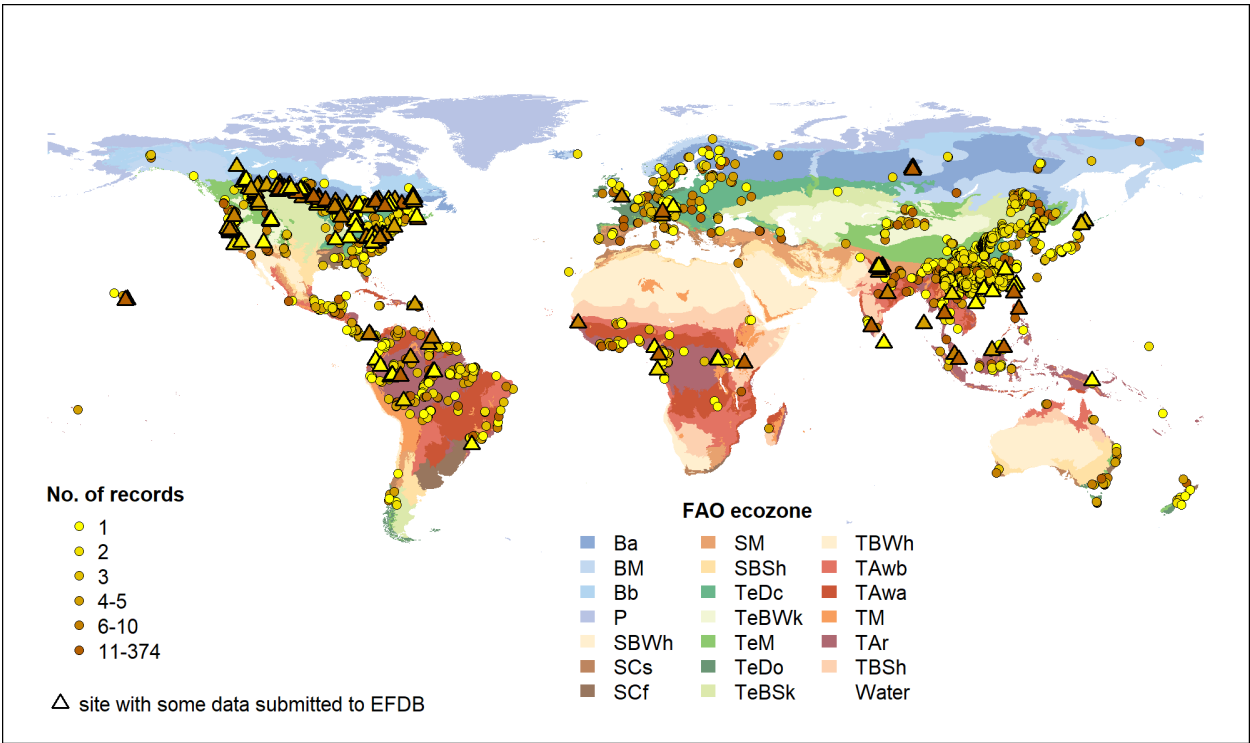 No. of records
1
2
3
4-5
6-10
11-374
site with some data submitted to EFDB
FAO ecozone
Ba
BM
Bb
P
SBWh
SCs
SCf
SM
SBSh
TeDc
TeBWk
TeM
TeDo
TeBSk
TBWh
TAwb
TAwa
TM
TAr
TBSh
Water